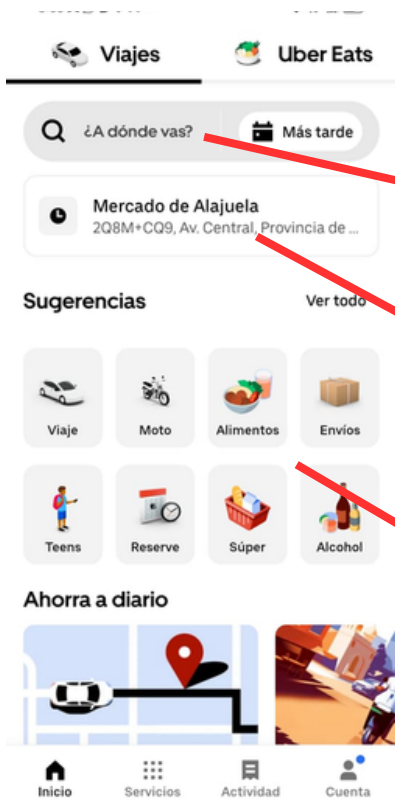 Viajes
Uber Eats
¿A dónde vas?
Más tarde
Mercado de Alajuela
2Q8M+CQ9, Av. Central, Provincia de ...
Sugerencias
Ver todo
Viaje
Moto
Alimentos
Envíos
Teens
Reserve
Súper
Alcohol
Ahorra a diario
Inicio
Servicios
Actividad
Cuenta